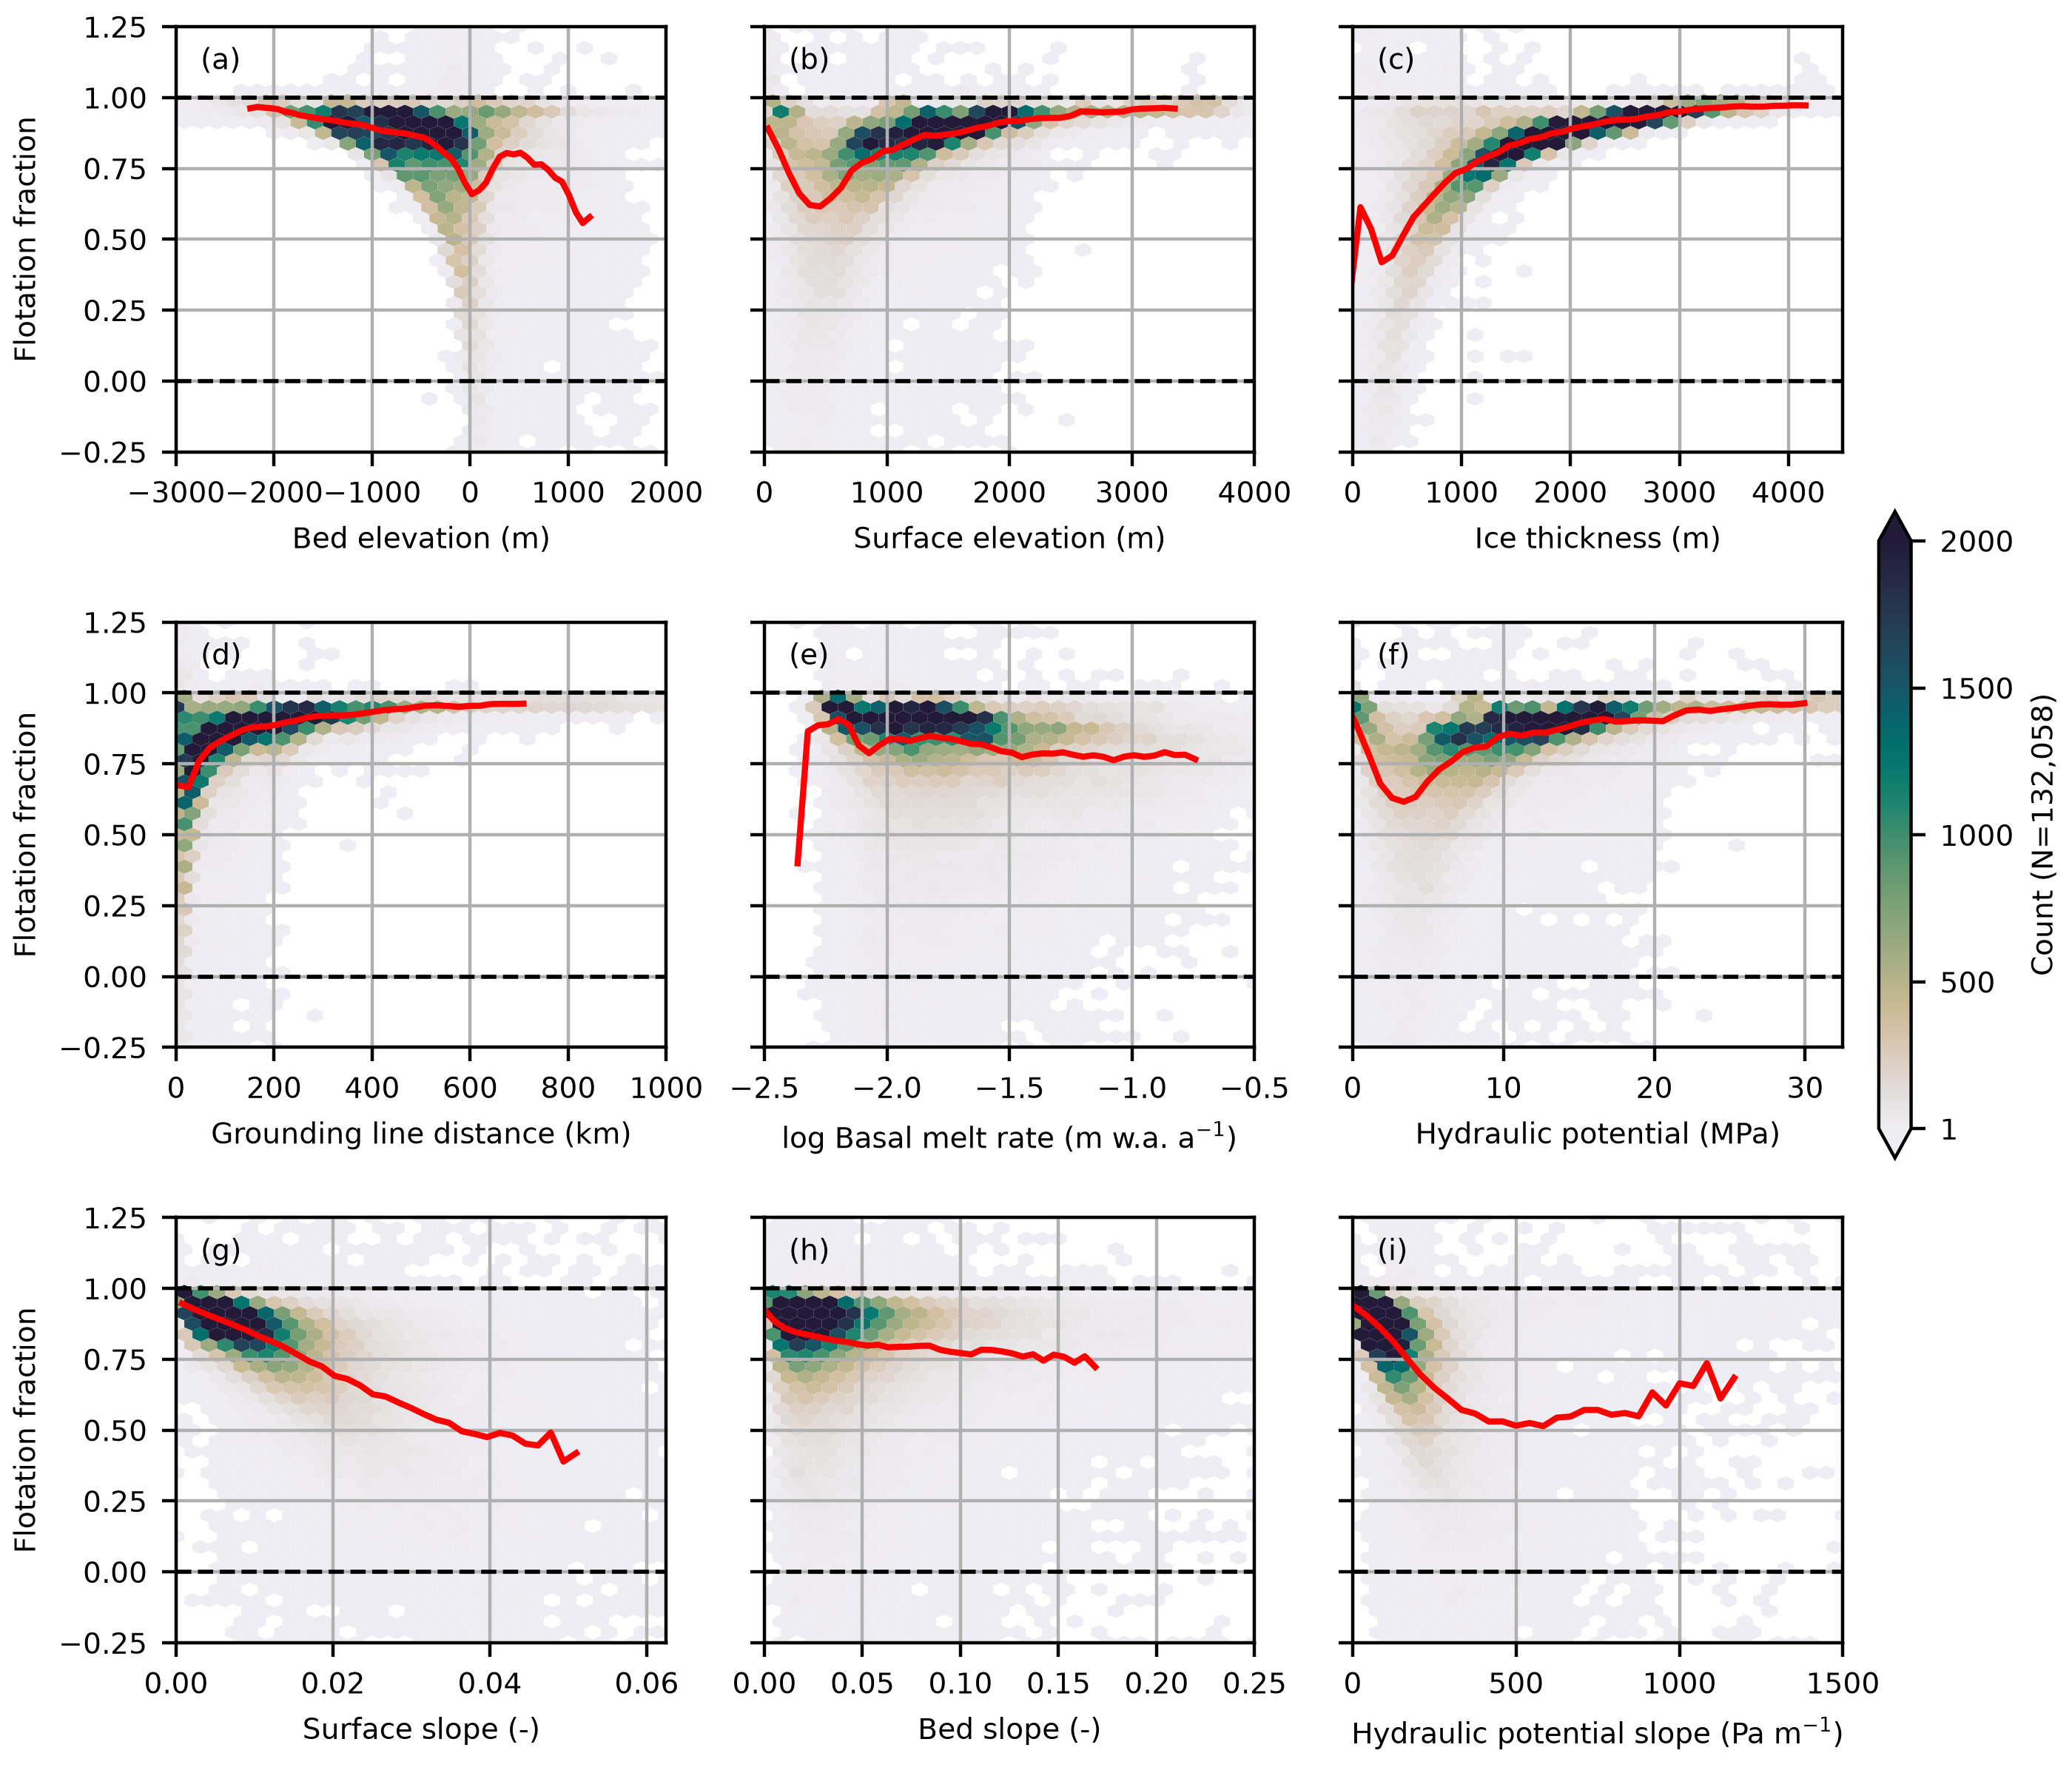 1.25
1.00
0.75
0.50
0.25
0.00
−0.25
Flotation fraction
(a)
−3000 −2000 −1000 0 1000 2000
Bed elevation (m)
(b)
0 1000 2000 3000 4000
Surface elevation (m)
(c)
0 1000 2000 3000 4000
Ice thickness (m)
1.25
1.00
0.75
0.50
0.25
0.00
−0.25
Flotation fraction
(d)
0 200 400 600 800 1000
Grounding line distance (km)
(e)
−2.5 −2.0 −1.5 −1.0 −0.5
log Basal melt rate (m w.a. a⁻¹)
(f)
0 10 20 30
Hydraulic potential (MPa)
2000
1500
1000
500
1
Count (N=132,058)
1.25
1.00
0.75
0.50
0.25
0.00
−0.25
Flotation fraction
(g)
0.00 0.02 0.04 0.06
Surface slope (-)
(h)
0.00 0.05 0.10 0.15 0.20 0.25
Bed slope (-)
(i)
0 500 1000 1500
Hydraulic potential slope (Pa m⁻¹)